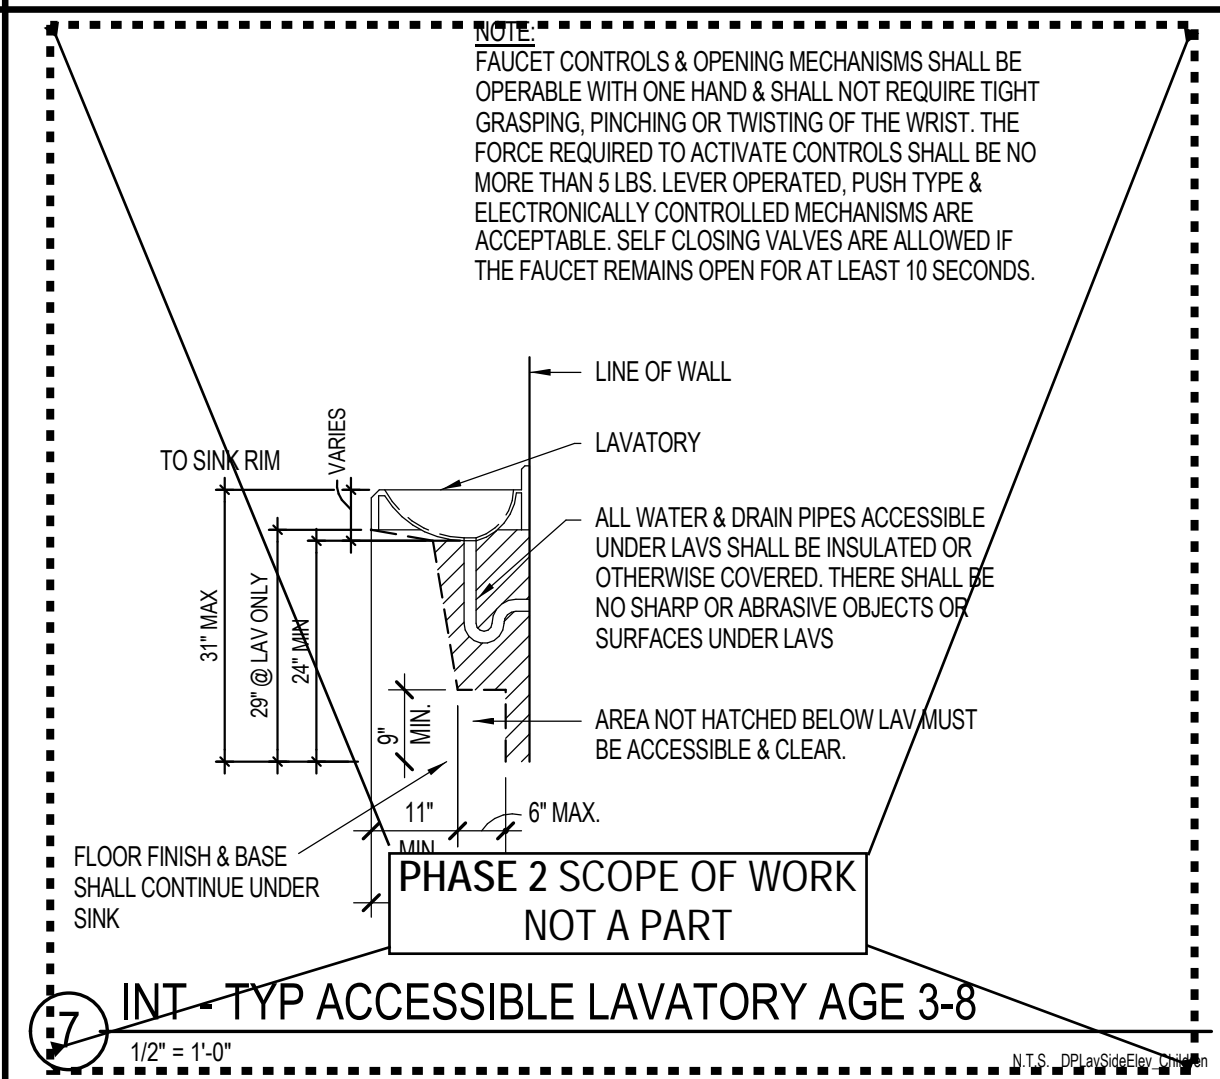 NOTE:
FAUCET CONTROLS & OPENING MECHANISMS SHALL BE
OPERABLE WITH ONE HAND & SHALL NOT REQUIRE TIGHT
GRASPING, PINCHING OR TWISTING OF THE WRIST. THE
FORCE REQUIRED TO ACTIVATE CONTROLS SHALL BE NO
MORE THAN 5 LBS. LEVER OPERATED, PUSH TYPE &
ELECTRONICALLY CONTROLLED MECHANISMS ARE
ACCEPTABLE. SELF CLOSING VALVES ARE ALLOWED IF
THE FAUCET REMAINS OPEN FOR AT LEAST 10 SECONDS.
LINE OF WALL
LAVATORY
TO SINK RIM
VARIES
ALL WATER & DRAIN PIPES ACCESSIBLE
UNDER LAVS SHALL BE INSULATED OR
OTHERWISE COVERED. THERE SHALL BE
NO SHARP OR ABRASIVE OBJECTS OR
SURFACES UNDER LAVS
31" MAX
29" @ LAV ONLY
24" MIN
9"
MIN.
AREA NOT HATCHED BELOW LAV MUST
BE ACCESSIBLE & CLEAR.
11"
MIN
6" MAX.
FLOOR FINISH & BASE
SHALL CONTINUE UNDER
SINK
PHASE 2 SCOPE OF WORK
NOT A PART
7
INT - TYP ACCESSIBLE LAVATORY AGE 3-8
1/2" = 1'-0"
N.T.S. DPLavSideElev_Children